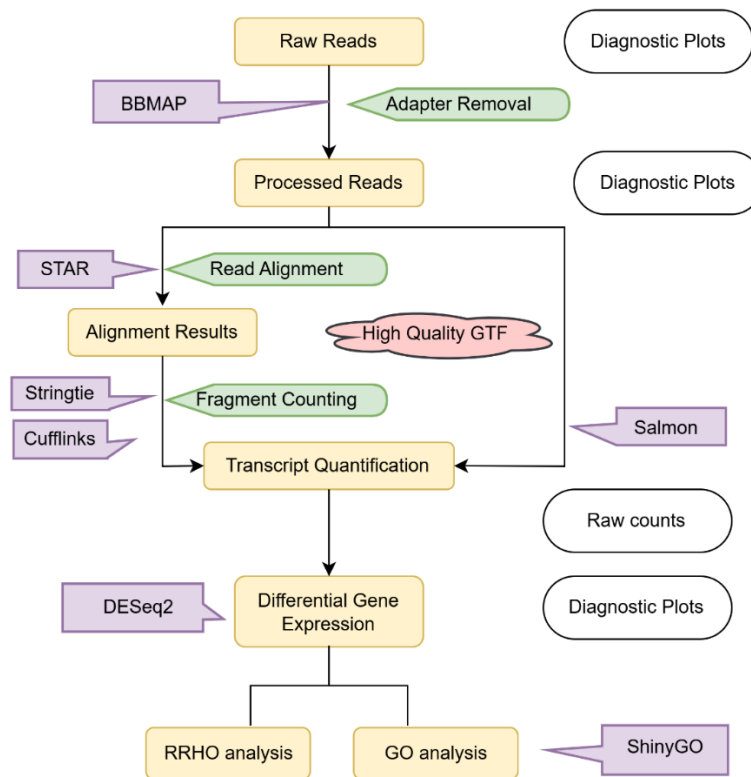 Raw Reads
Diagnostic Plots
BBMAP
Adapter Removal
Processed Reads
Diagnostic Plots
STAR
Read Alignment
Alignment Results
High Quality GTF
Stringtie
Fragment Counting
Cufflinks
Salmon
Transcript Quantification
Raw counts
DESeq2
Differential Gene
Expression
Diagnostic Plots
RRHO analysis
GO analysis
ShinyGO